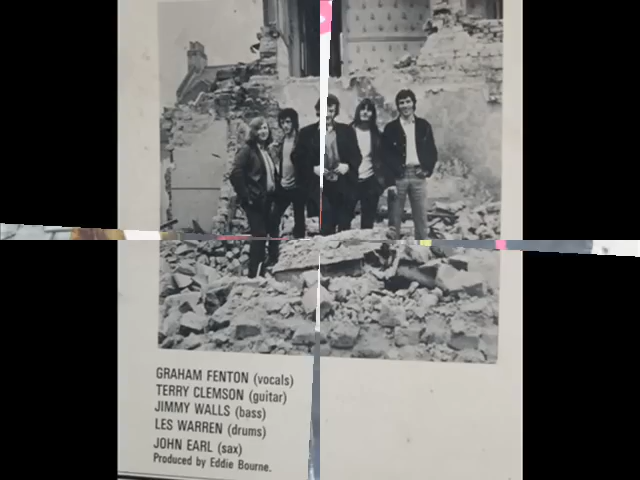 GRAHAM FENTON (vocals)
TERRY CLEMSON (guitar)
JIMMY WALLS (bass)
LES WARREN (drums)
JOHN EARL (sax)
Produced by Eddie Bourne.